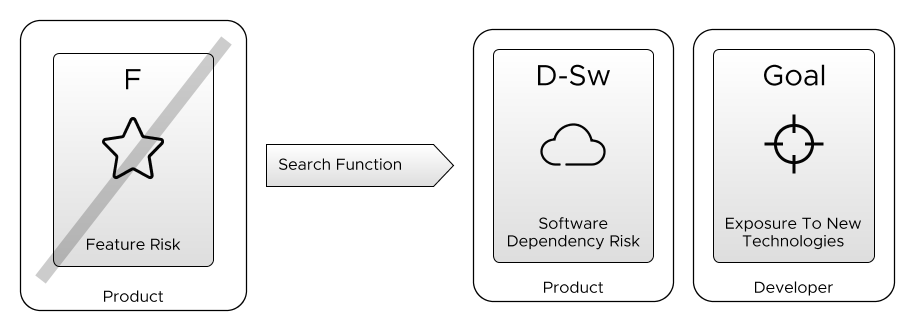 F
Feature Risk
Product
Search Function
D-Sw
Software
Dependency Risk
Product
Goal
Exposure To New
Technologies
Developer